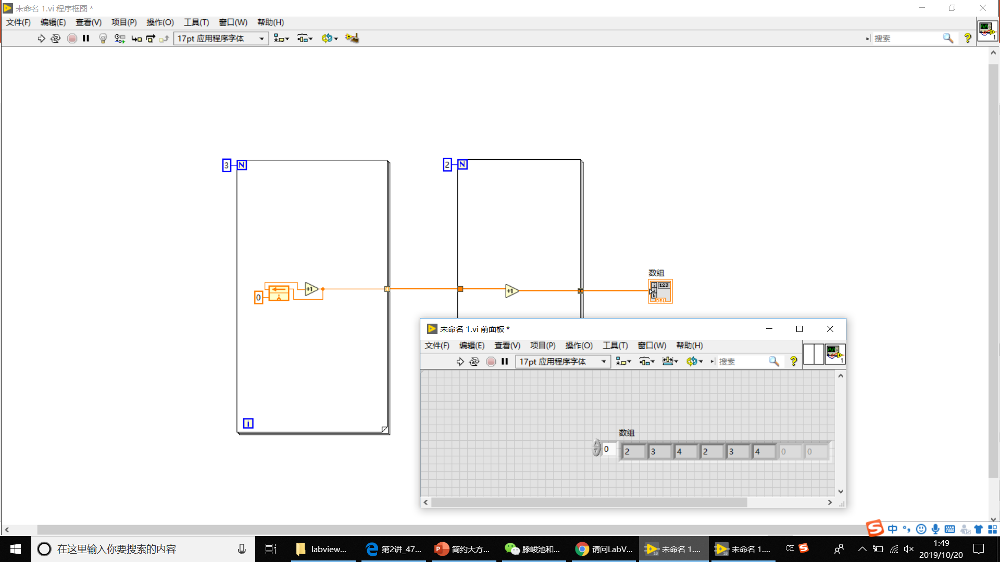 未命名 1.vi 程序框图 *
文件(F) 编辑(E) 查看(V) 项目(P) 操作(O) 工具(T) 窗口(W) 帮助(H)
17pt 应用程序字体 搜索 ?
1
3 N 2 N
数组
0 +1 +1 123
i
j
k
DBL
i
未命名 1.vi 前面板 *
文件(F) 编辑(E) 查看(V) 项目(P) 操作(O) 工具(T) 窗口(W) 帮助(H)
17pt 应用程序字体 搜索 ?
1
数组
0 2 3 4 2 3 4 0 0
中
在这里输入你要搜索的内容 labview... 第2讲_47... 简约大方... 滕峻池和... 请问LabV... 未命名 1.... 未命名 1.... CH
1:49
2019/10/20